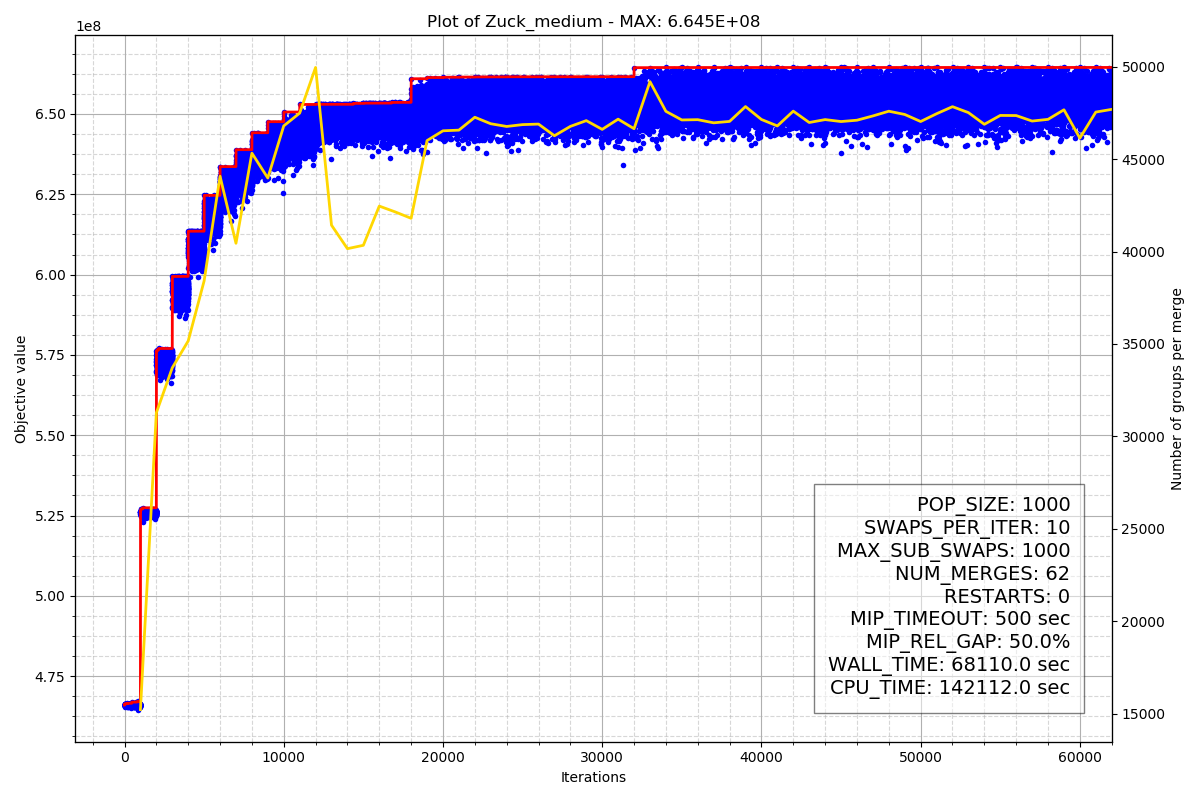 Plot of Zuck_medium - MAX: 6.645E+08
1e8
6.50
6.25
6.00
5.75
5.50
5.25
5.00
4.75
Objective value
50000
45000
40000
35000
30000
25000
20000
15000
Number of groups per merge
POP_SIZE: 1000
SWAPS_PER_ITER: 10
MAX_SUB_SWAPS: 1000
NUM_MERGES: 62
RESTARTS: 0
MIP_TIMEOUT: 500 sec
MIP_REL_GAP: 50.0%
WALL_TIME: 68110.0 sec
CPU_TIME: 142112.0 sec
0 10000 20000 30000 40000 50000 60000
Iterations